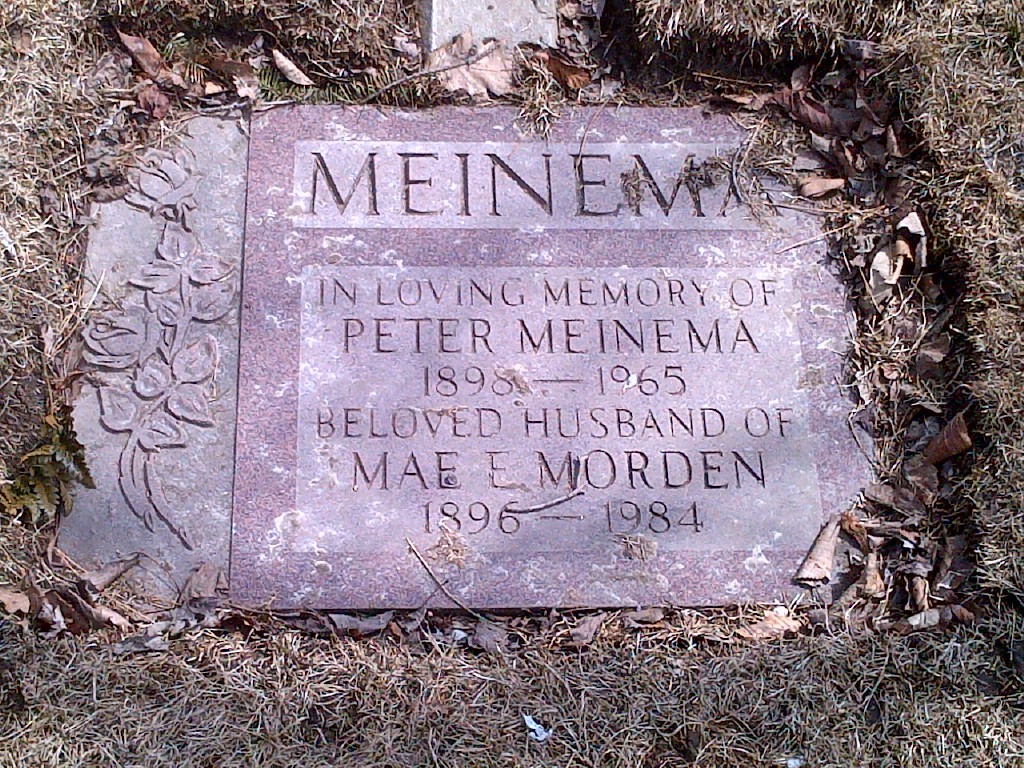 MEINEMA
IN LOVING MEMORY OF
PETER MEINEMA
1898 — 1965
BELOVED HUSBAND OF
MAE E MORDEN
1896 — 1984